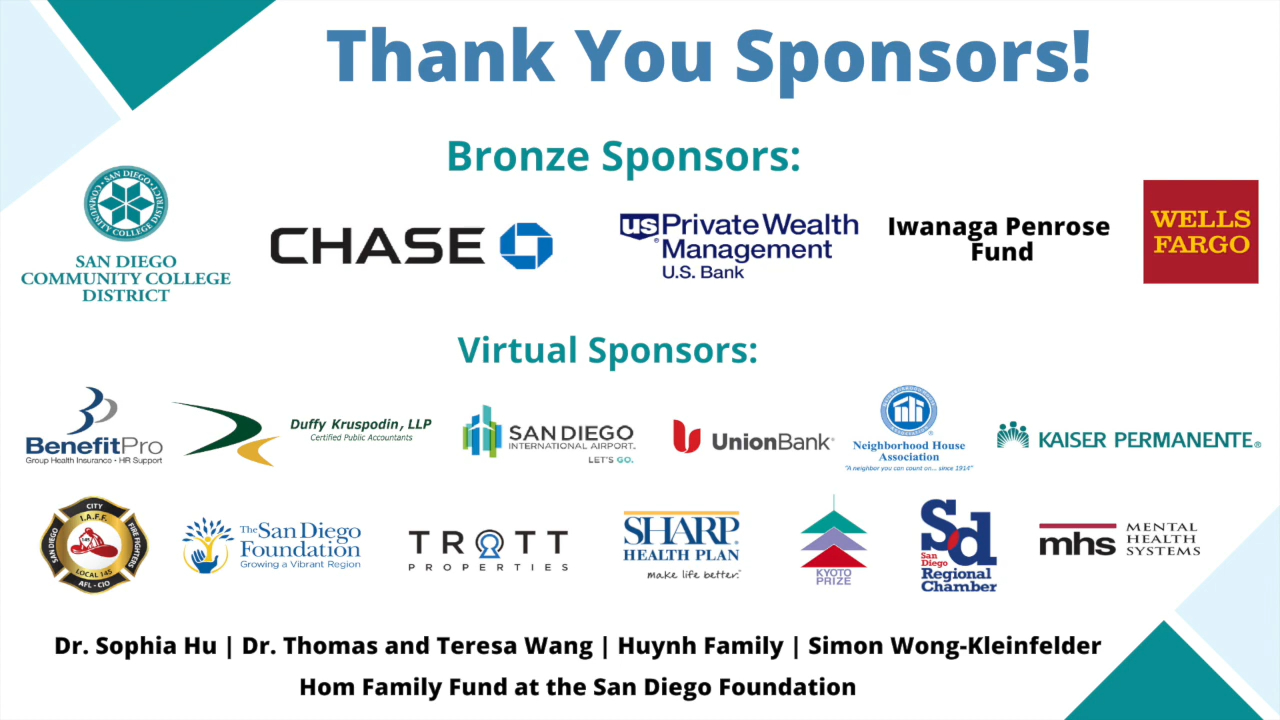 Thank You Sponsors!
Bronze Sponsors:
SAN DIEGO
COMMUNITY COLLEGE DISTRICT
SAN DIEGO
COMMUNITY COLLEGE
DISTRICT
CHASE
us Private Wealth
Management
U.S. Bank
Iwanaga Penrose
Fund
WELLS
FARGO
Virtual Sponsors:
BenefitPro
Group Health Insurance • HR Support
Duffy Kruspodin, LLP
Certified Public Accountants
SAN DIEGO
INTERNATIONAL AIRPORT.
LET'S GO.
UnionBank®
Neighborhood House
Association
"A neighbor you can count on... since 1914"
KAISER PERMANENTE®
CITY
I.A.F.F.
SAN DIEGO
FIRE FIGHTERS
LOCAL 145
AFL - CIO
The San Diego
Foundation
Growing a Vibrant Region
TROTT
PROPERTIES
SHARP®
HEALTH PLAN
make life better.
KYOTO
PRIZE
Sd
San
Diego
Regional
Chamber
mhs
MENTAL
HEALTH
SYSTEMS
Dr. Sophia Hu | Dr. Thomas and Teresa Wang | Huynh Family | Simon Wong-Kleinfelder
Hom Family Fund at the San Diego Foundation